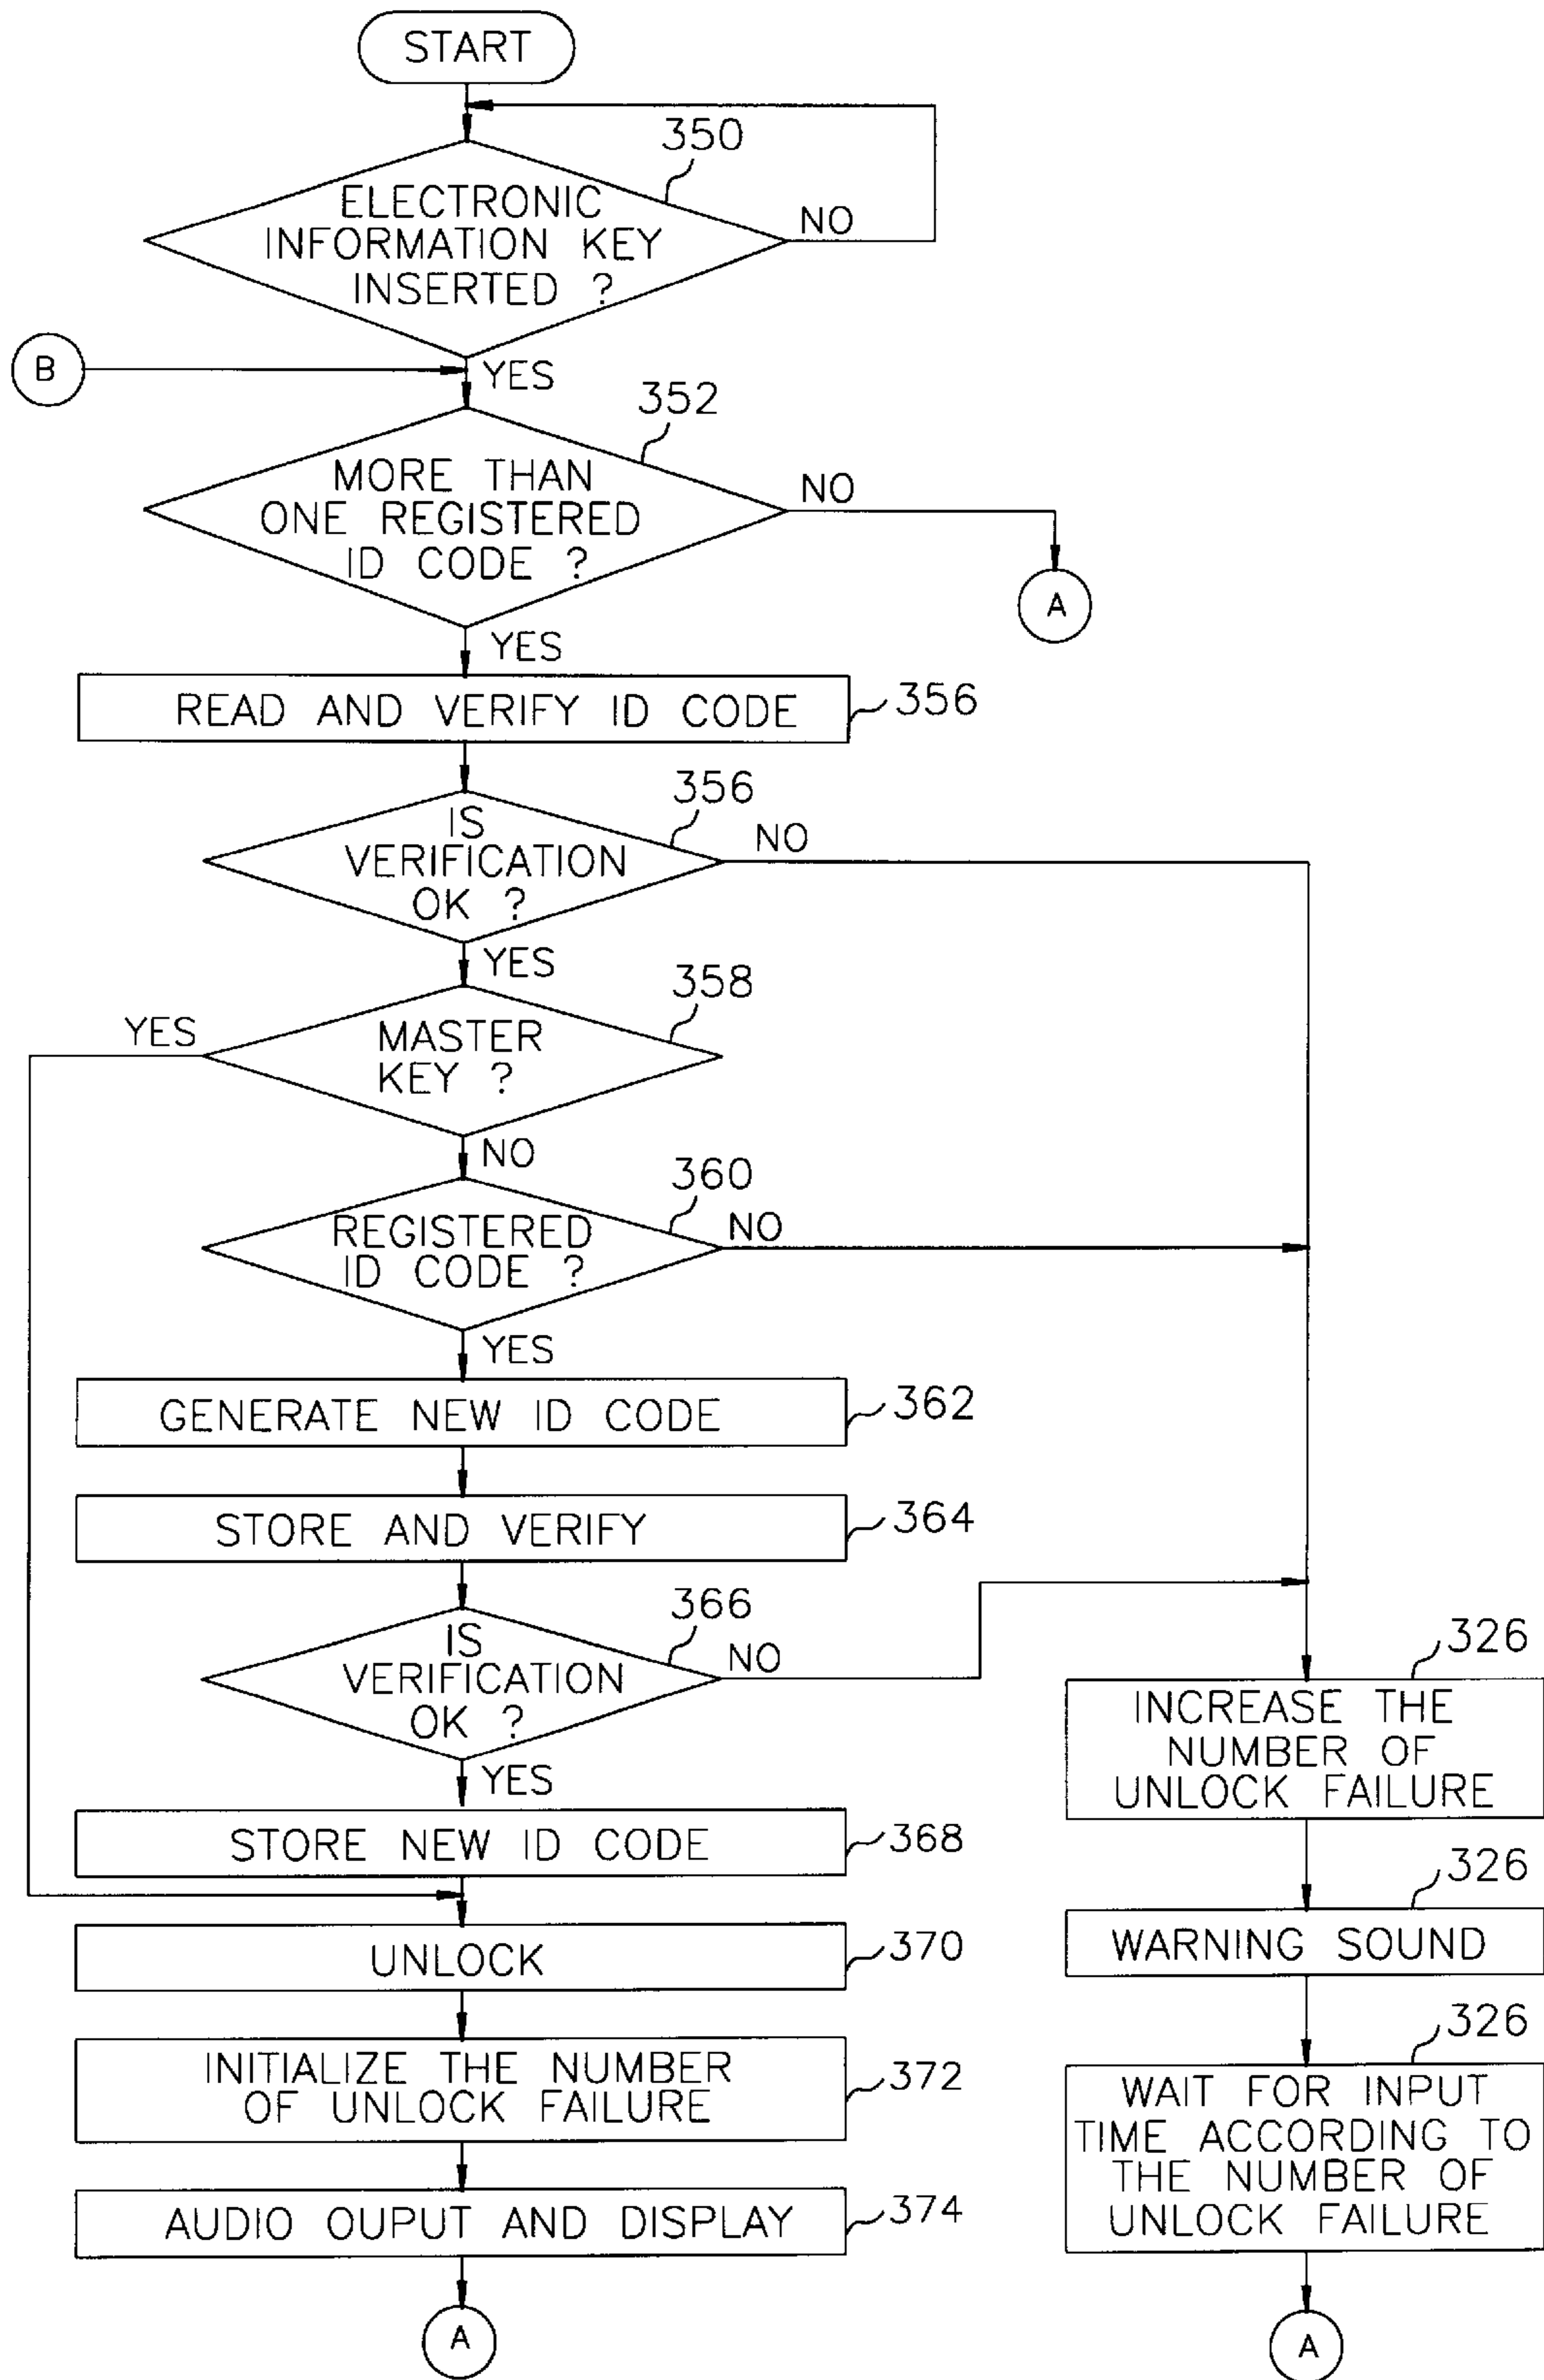 START
350
ELECTRONIC
INFORMATION KEY
INSERTED ?
NO
B
YES
352
MORE THAN
ONE REGISTERED
ID CODE ?
NO
A
YES
READ AND VERIFY ID CODE
356
356
IS
VERIFICATION
OK ?
NO
YES
358
YES
MASTER
KEY ?
NO
360
REGISTERED
ID CODE ?
NO
YES
GENERATE NEW ID CODE
362
STORE AND VERIFY
364
366
IS
VERIFICATION
OK ?
NO
YES
STORE NEW ID CODE
368
UNLOCK
370
INITIALIZE THE NUMBER
OF UNLOCK FAILURE
372
AUDIO OUPUT AND DISPLAY
374
A
326
INCREASE THE
NUMBER OF
UNLOCK FAILURE
326
WARNING SOUND
326
WAIT FOR INPUT
TIME ACCORDING TO
THE NUMBER OF
UNLOCK FAILURE
A